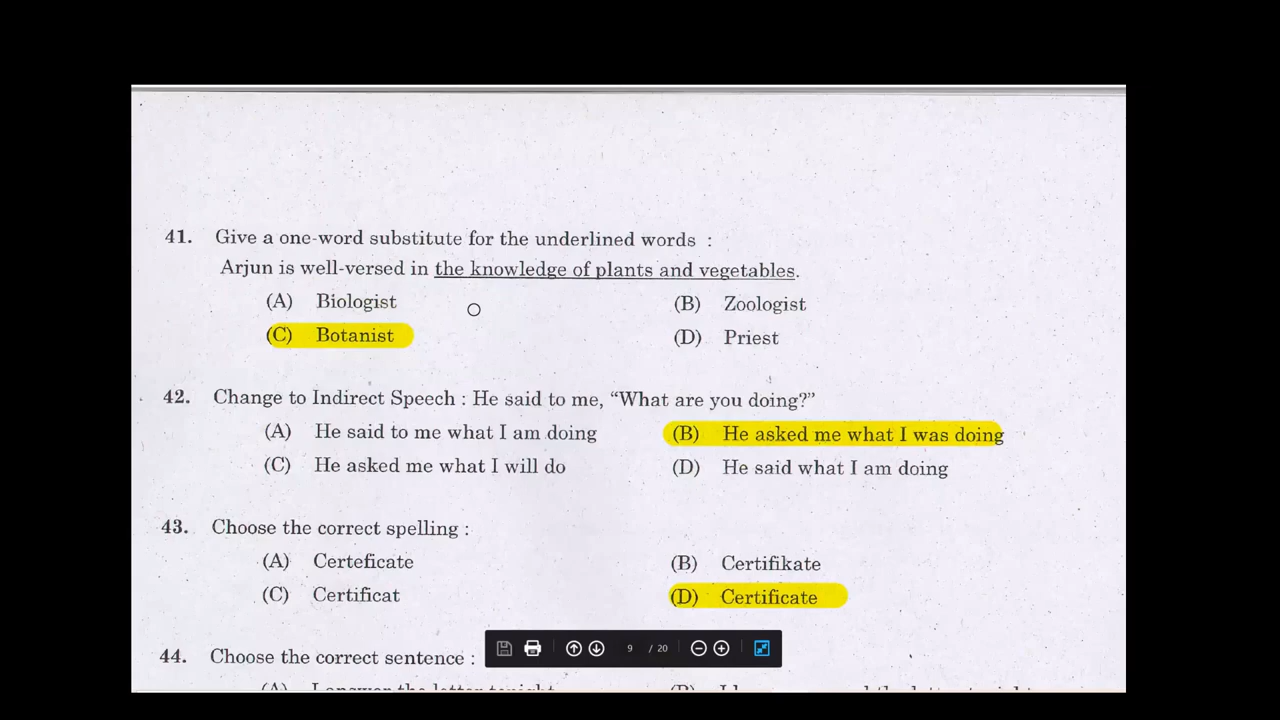 41. Give a one-word substitute for the underlined words :
Arjun is well-versed in the knowledge of plants and vegetables.
(A) Biologist (B) Zoologist
(C) Botanist (D) Priest
42. Change to Indirect Speech : He said to me, “What are you doing?”
(A) He said to me what I am doing (B) He asked me what I was doing
(C) He asked me what I will do (D) He said what I am doing
43. Choose the correct spelling :
(A) Certeficate (B) Certifikate
(C) Certificat (D) Certificate
44. Choose the correct sentence :
9 / 20
(A) I answer the letter tonight